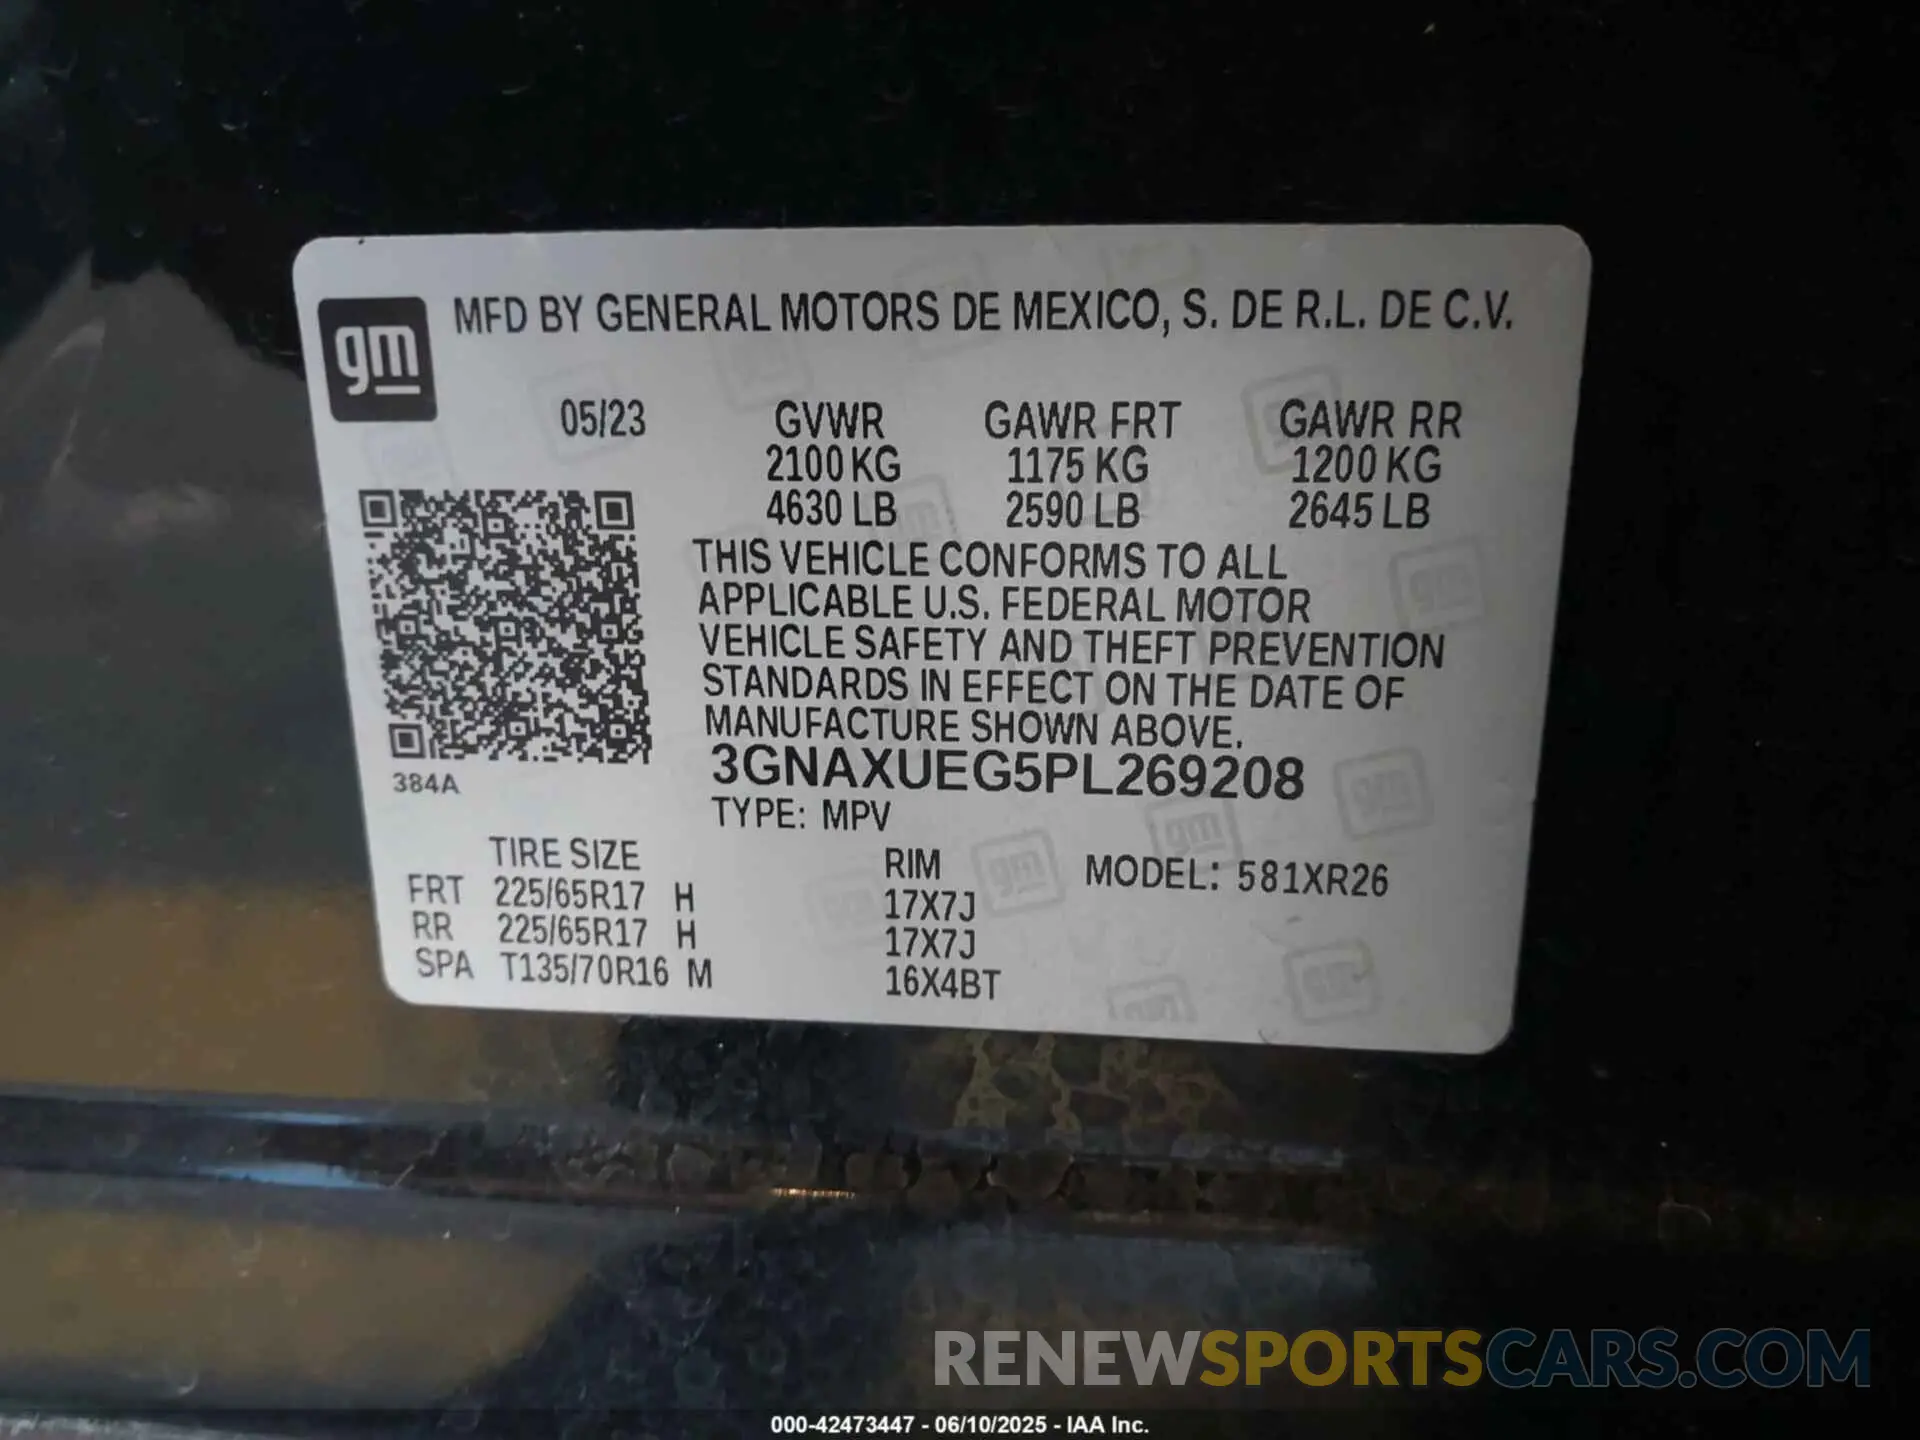 gm
MFD BY GENERAL MOTORS DE MEXICO, S. DE R.L. DE C.V.
05/23 GVWR GAWR FRT GAWR RR
2100 KG 1175 KG 1200 KG
4630 LB 2590 LB 2645 LB
THIS VEHICLE CONFORMS TO ALL
APPLICABLE U.S. FEDERAL MOTOR
VEHICLE SAFETY AND THEFT PREVENTION
STANDARDS IN EFFECT ON THE DATE OF
MANUFACTURE SHOWN ABOVE.
384A
3GNAXUEG5PL269208
TYPE: MPV
TIRE SIZE RIM MODEL: 581XR26
FRT 225/65R17 H 17X7J
RR 225/65R17 H 17X7J
SPA T135/70R16 M 16X4BT
RENEWSPORTSCARS.COM
000-42473447 - 06/10/2025 - IAA Inc.